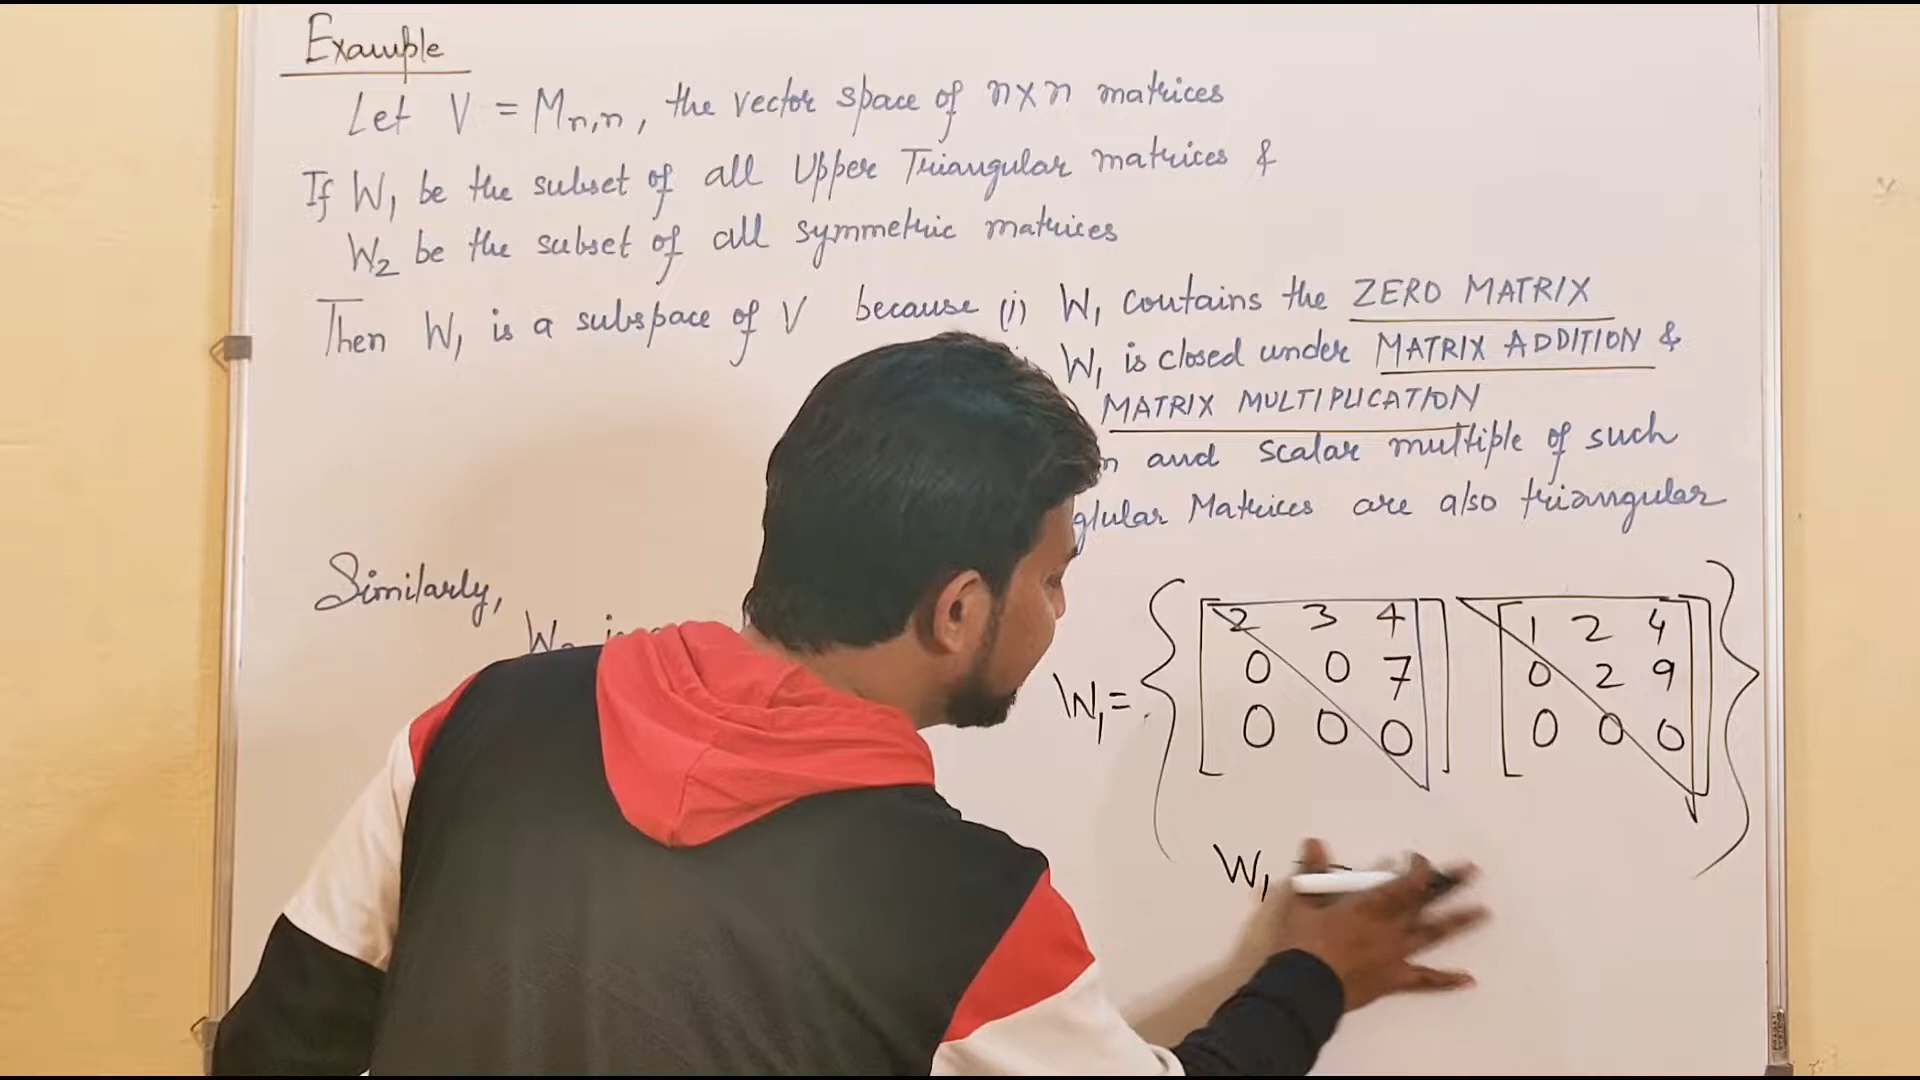 Example
Let V = Mn,n, the vector space of n×n matrices
If W1 be the subset of all Upper Triangular matrices &
W2 be the subset of all symmetric matrices
Then W1 is a subspace of V because (i) W1 contains the ZERO MATRIX
W1 is closed under MATRIX ADDITION &
MATRIX MULTIPLICATION
and scalar multiple of such
glular Matrices are also triangular
Similarly,
W1 = { [ 2 3 4 ] [ 1 2 4 ] }
0 0 7 0 2 9
0 0 0 0 0 0
W1